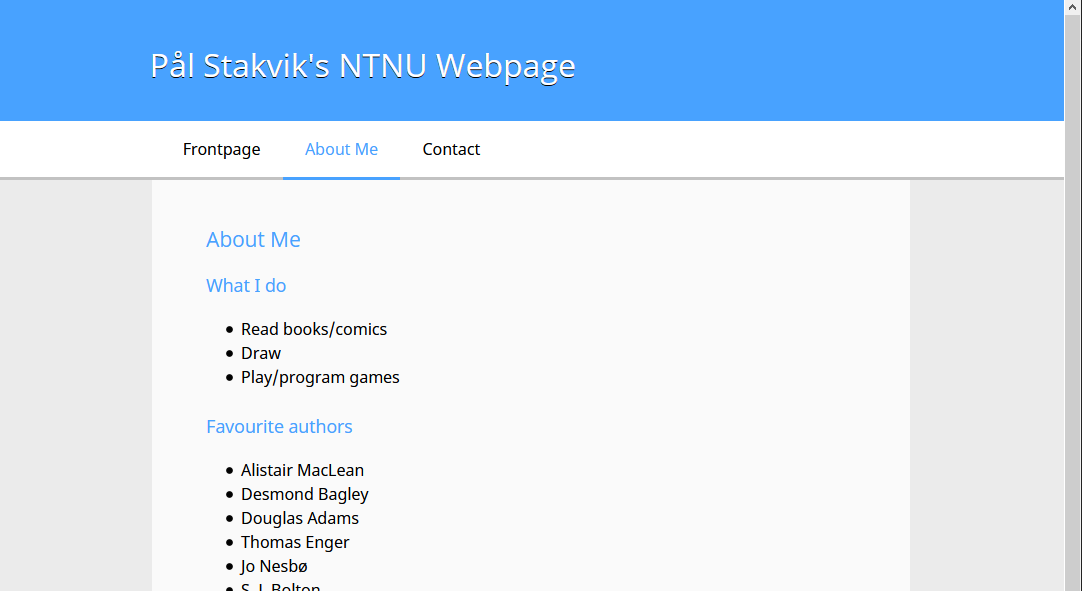 Pål Stakvik's NTNU Webpage
Frontpage
About Me
Contact
About Me
What I do
Read books/comics
Draw
Play/program games
Favourite authors
Alistair MacLean
Desmond Bagley
Douglas Adams
Thomas Enger
Jo Nesbø
S. J. Bolton